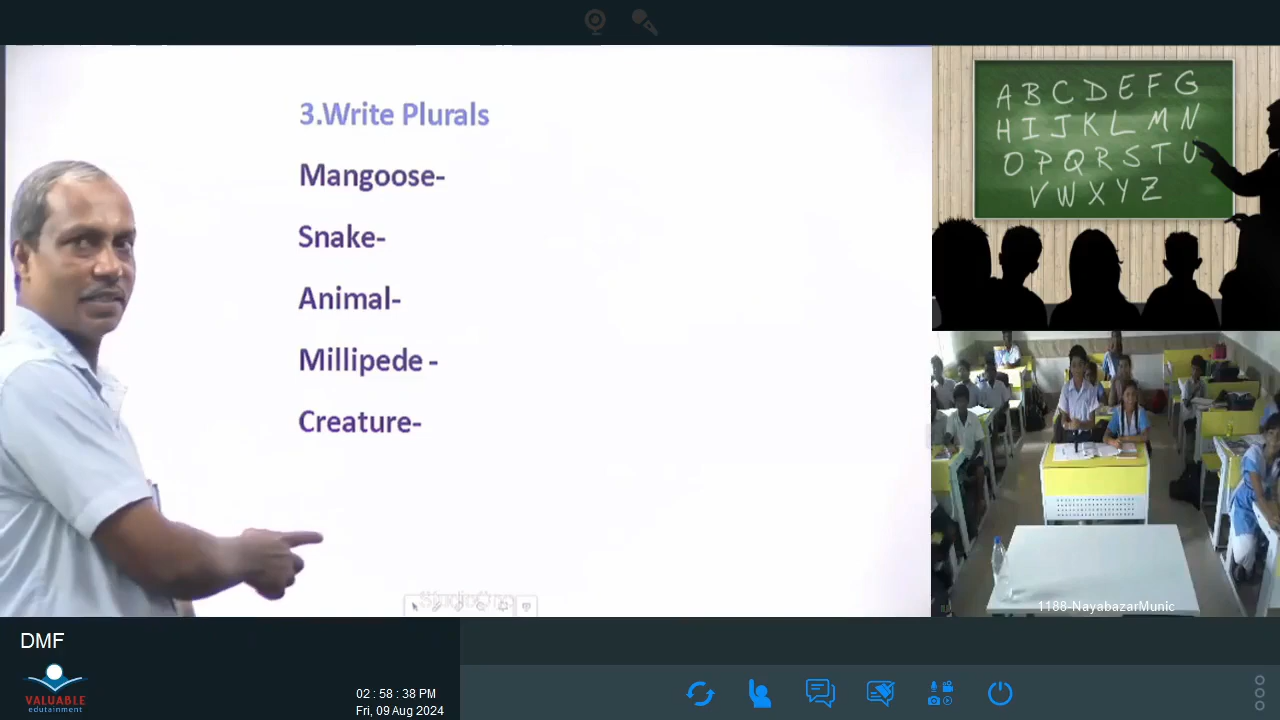 3.Write Plurals
Mangoose-
Snake-
Animal-
Millipede -
Creature-
A B C D E F G
H I J K L M N
O P Q R S T U
V W X Y Z
1188-NayabazarMunic
DMF
VALUABLE
edutainment
02 : 58 : 38 PM
Fri, 09 Aug 2024